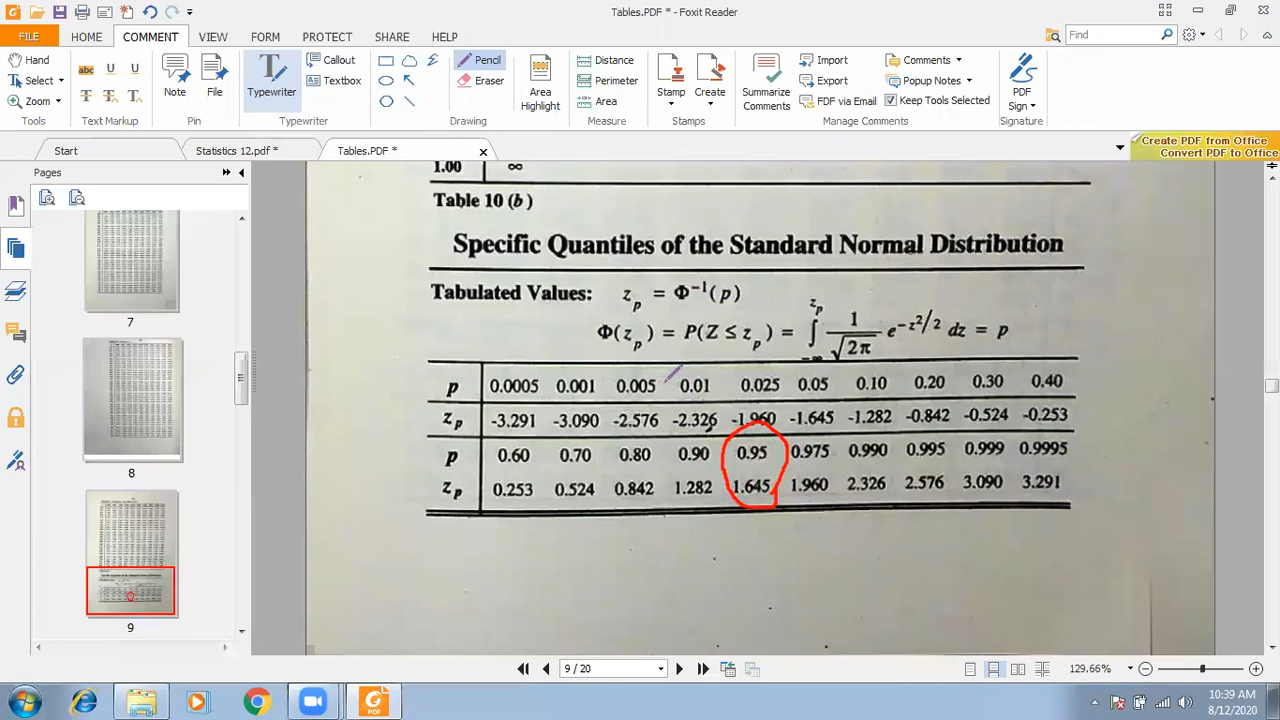 Tables.PDF * - Foxit Reader
FILE HOME COMMENT VIEW FORM PROTECT SHARE HELP Find
Hand
Select
Zoom
Tools
Text Markup
Note
File
Pin
Typewriter
Callout
Textbox
Typewriter
Pencil
Eraser
Drawing
Area Highlight
Distance
Perimeter
Area
Measure
Stamp
Create
Stamps
Summarize Comments
Import
Export
FDF via Email
Comments
Popup Notes
Keep Tools Selected
Manage Comments
PDF Sign
Signature
Start
Statistics 12.pdf *
Tables.PDF *
Create PDF from Office
Convert PDF to Office
Pages
7
8
9
1.00 ∞
Table 10 (b)
Specific Quantiles of the Standard Normal Distribution
Tabulated Values: z_p = Φ⁻¹(p)
Φ(z_p) = P(Z ≤ z_p) = ∫_{-∞}^{z_p} 1/√2π e^{-z²/2} dz = p
p 0.0005 0.001 0.005 0.01 0.025 0.05 0.10 0.20 0.30 0.40
z_p -3.291 -3.090 -2.576 -2.326 -1.960 -1.645 -1.282 -0.842 -0.524 -0.253
p 0.60 0.70 0.80 0.90 0.95 0.975 0.990 0.995 0.999 0.9995
z_p 0.253 0.524 0.842 1.282 1.645 1.960 2.326 2.576 3.090 3.291
9 / 20
129.66%
10:39 AM
8/12/2020